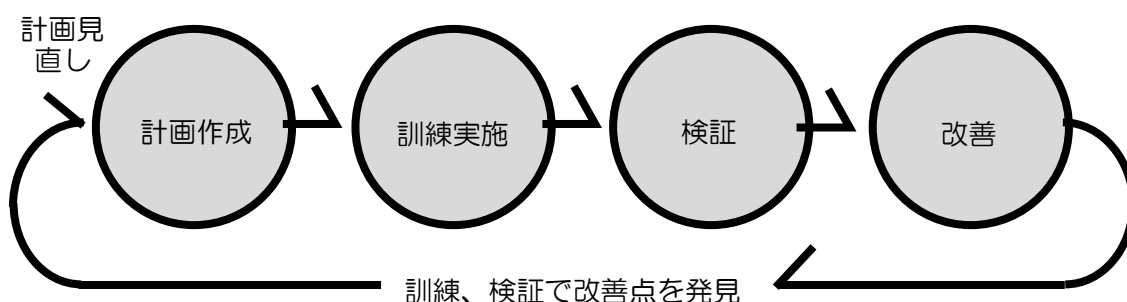 計画見
直し
計画作成
訓練実施
検証
改善
訓練、検証で改善点を発見